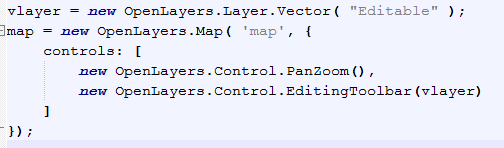 vlayer = new OpenLayers.Layer.Vector( "Editable" );
map = new OpenLayers.Map( 'map', {
    controls: [
        new OpenLayers.Control.PanZoom(),
        new OpenLayers.Control.EditingToolbar(vlayer)
    ]
});